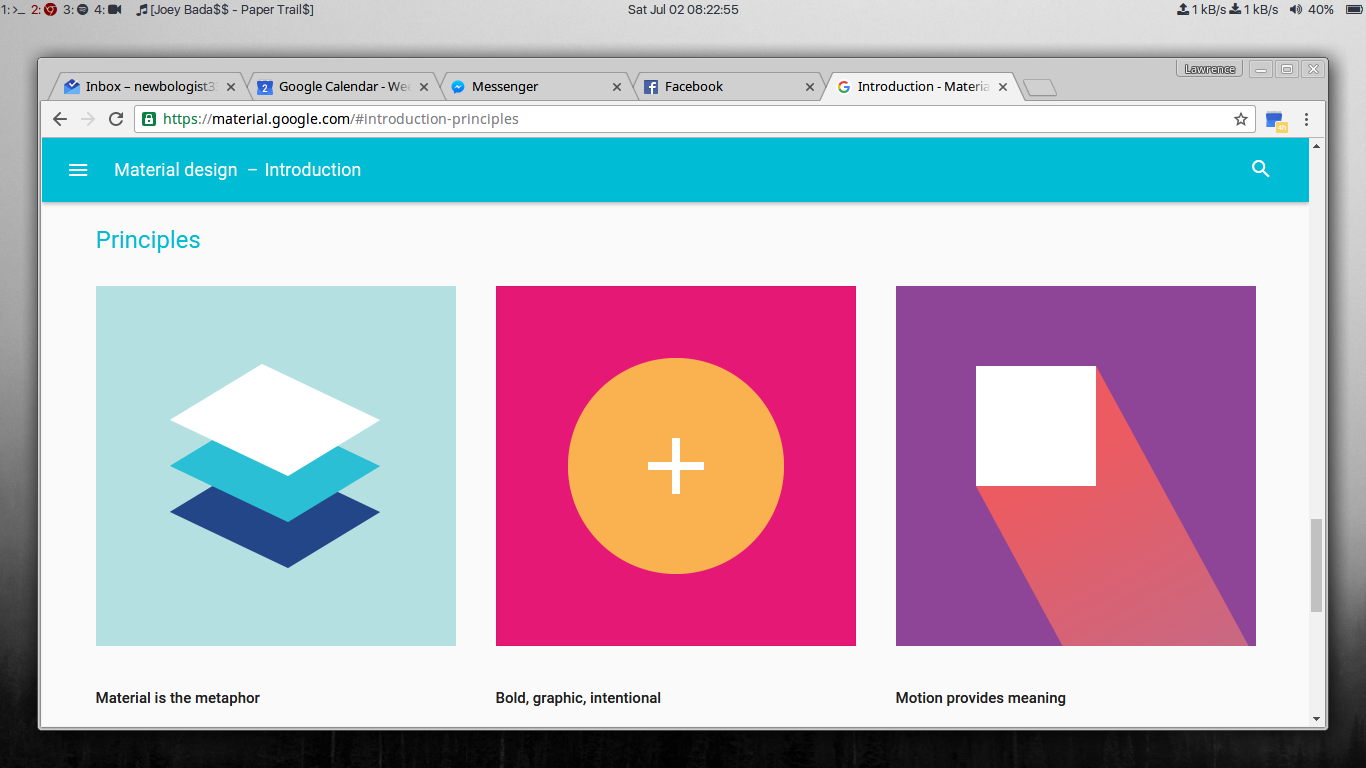 1: >_ 2: 3: 4: [Joey Bada$$ - Paper Trail$]
Sat Jul 02 08:22:55
1 kB/s 1 kB/s 40%
Lawrence
Inbox – newbologist3
Google Calendar - We
Messenger
Facebook
Introduction - Materia
https://material.google.com/#introduction-principles
Material design – Introduction
Principles
Material is the metaphor
Bold, graphic, intentional
Motion provides meaning